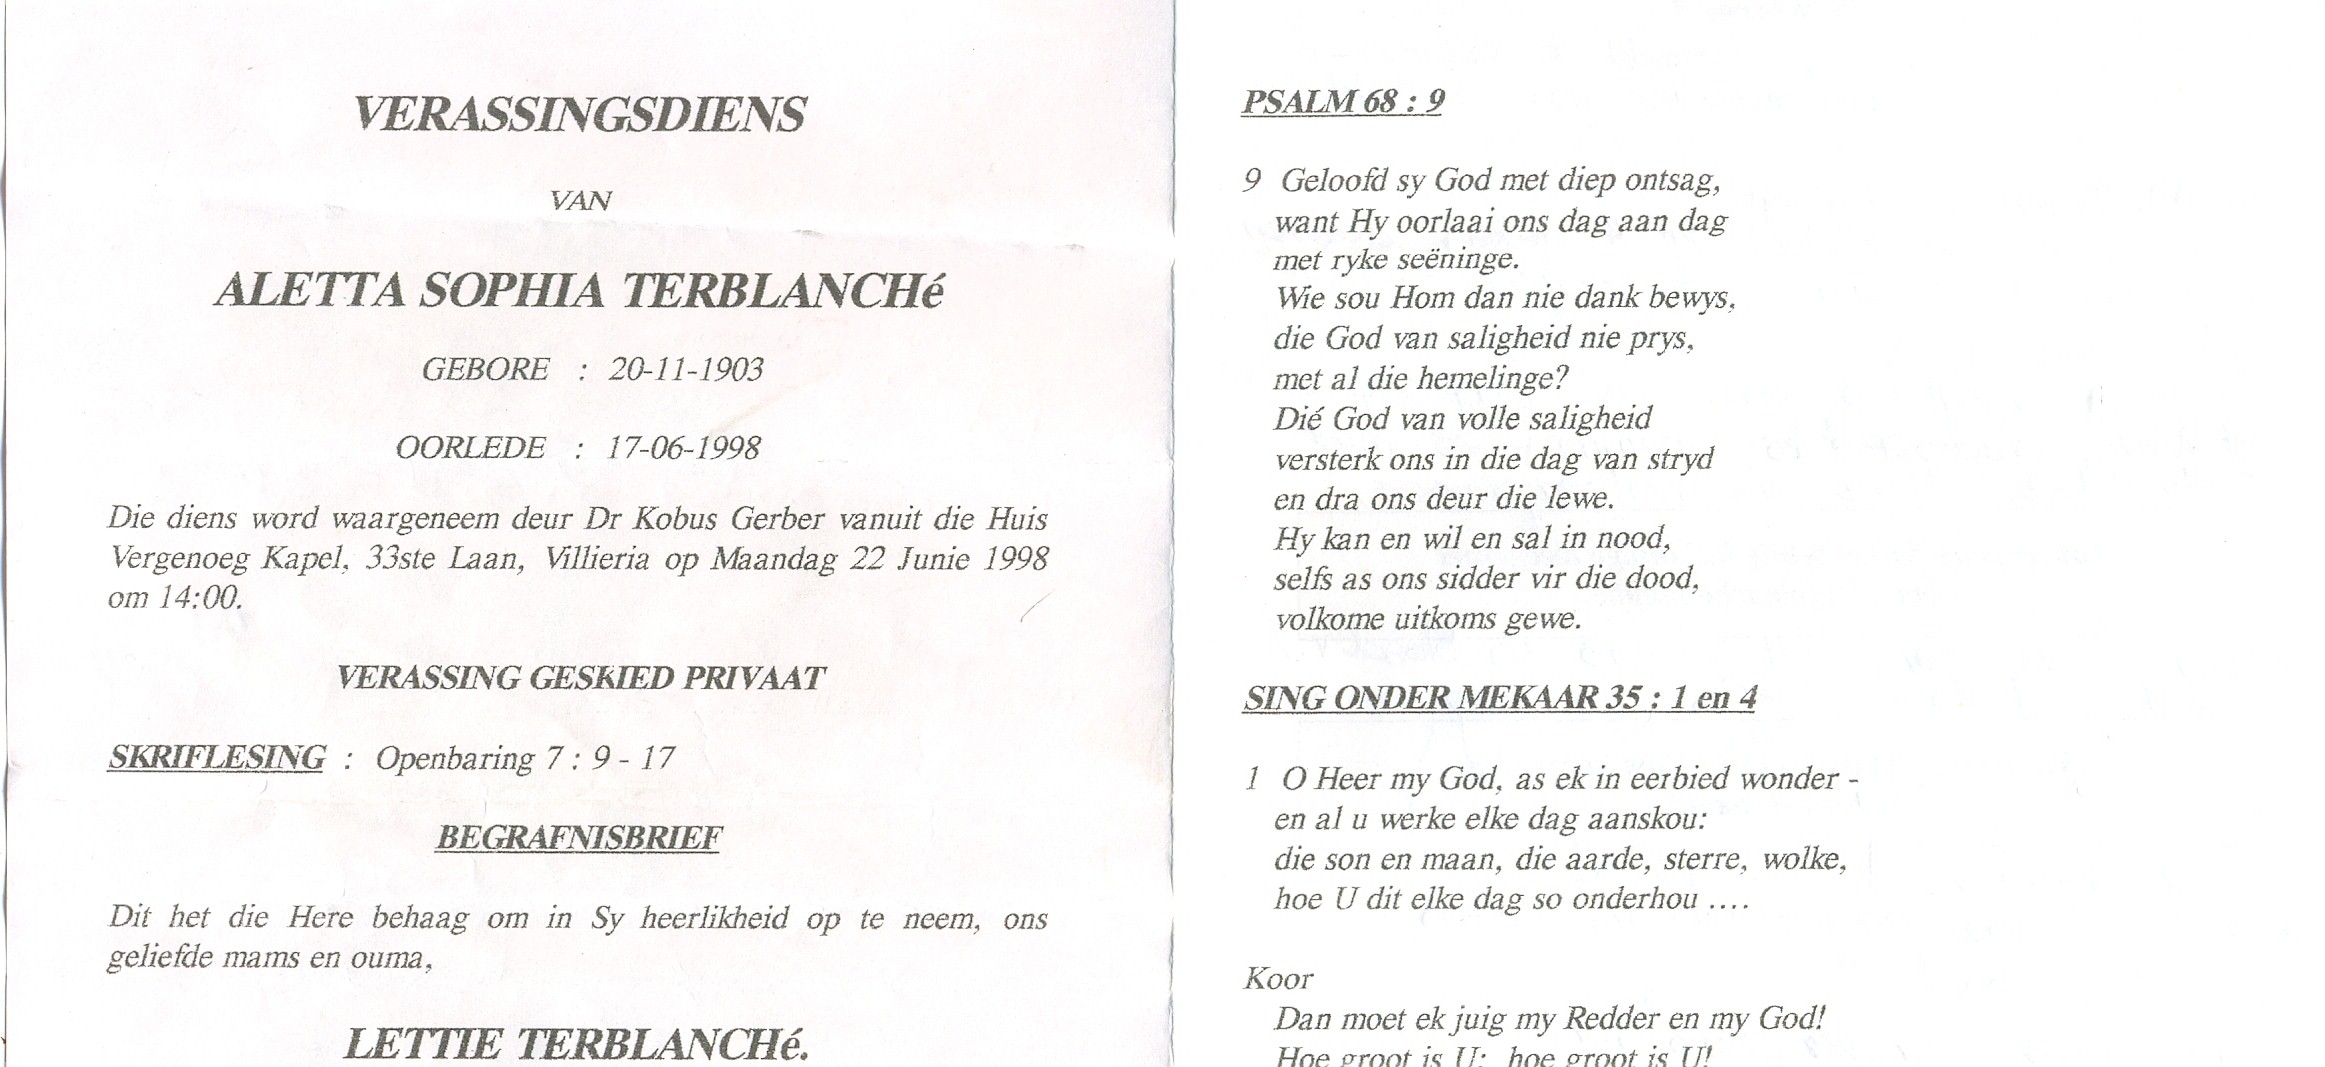 VERASSINGSDIENS
VAN
ALETTA SOPHIA TERBLANCHé
GEBORE : 20-11-1903
OORLEDE : 17-06-1998
Die diens word waargeneem deur Dr Kobus Gerber vanuit die Huis
Vergenoeg Kapel, 33ste Laan, Villieria op Maandag 22 Junie 1998
om 14:00.
VERASSING GESKIED PRIVAAT
SKRIFLESING : Openbaring 7 : 9 - 17
BEGRAFNISBRIEF
Dit het die Here behaag om in Sy heerlikheid op te neem, ons
geliefde mams en ouma,
LETTIE TERBLANCHé.
PSALM 68 : 9
9 Geloofd sy God met diep ontsag,
want Hy oorlaai ons dag aan dag
met ryke seëninge.
Wie sou Hom dan nie dank bewys,
die God van saligheid nie prys,
met al die hemelinge?
Dié God van volle saligheid
versterk ons in die dag van stryd
en dra ons deur die lewe.
Hy kan en wil en sal in nood,
selfs as ons sidder vir die dood,
volkome uitkoms gewe.
SING ONDER MEKAAR 35 : 1 en 4
1 O Heer my God, as ek in eerbied wonder -
en al u werke elke dag aanskou:
die son en maan, die aarde, sterre, wolke,
hoe U dit elke dag so onderhou ....
Koor
Dan moet ek juig my Redder en my God!
Hoe groot is U; hoe groot is U!